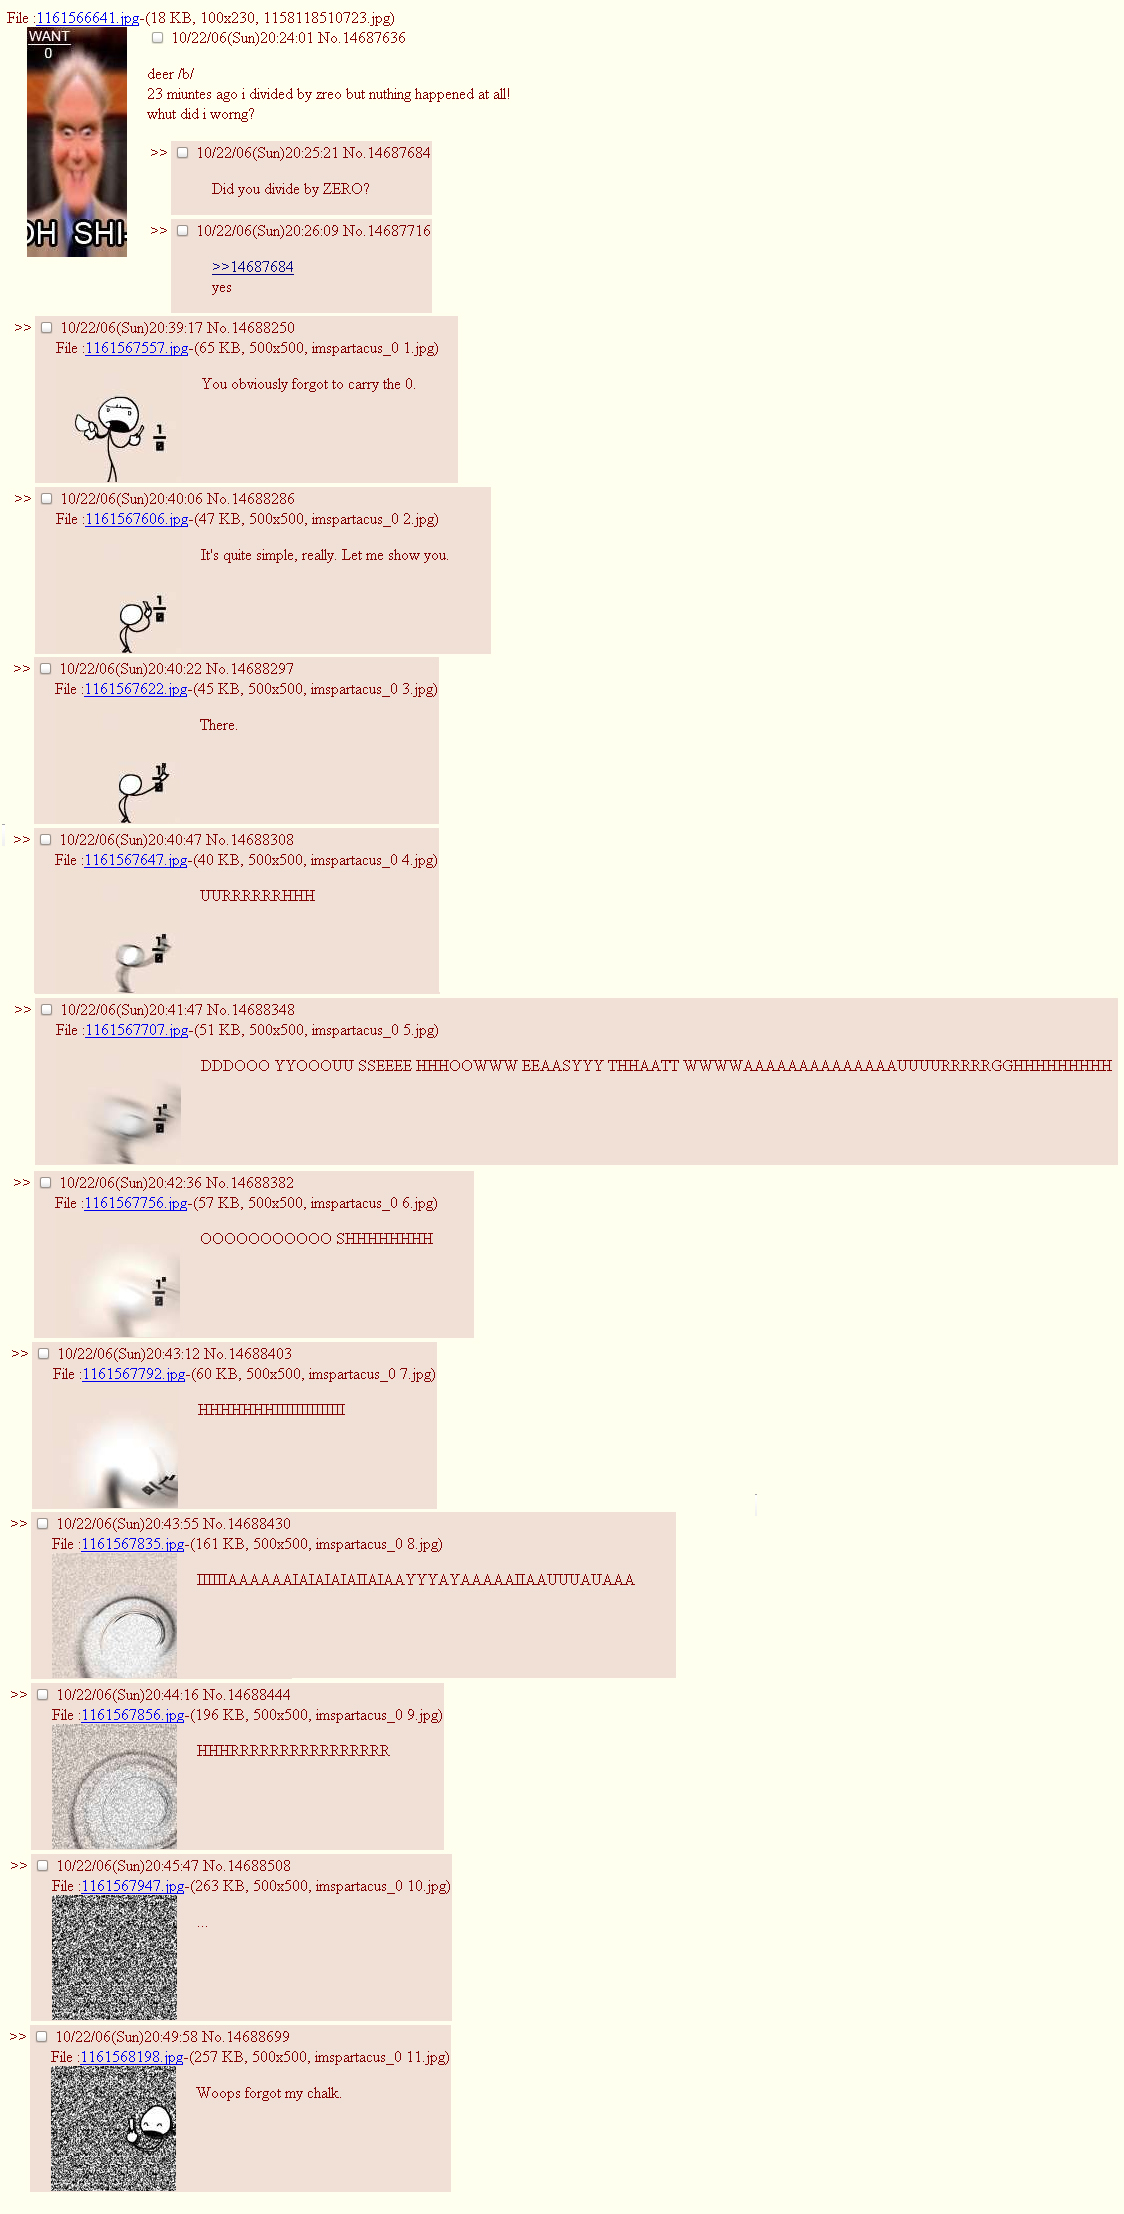 File :1161566641.jpg-(18 KB, 100x230, 1158118510723.jpg)
WANT
0
OH SHI-
10/22/06(Sun)20:24:01 No.14687636
deer /b/
23 miuntes ago i divided by zreo but nuthing happened at all!
whut did i worng?
>> 10/22/06(Sun)20:25:21 No.14687684
Did you divide by ZERO?
>> 10/22/06(Sun)20:26:09 No.14687716
>>14687684
yes
>> 10/22/06(Sun)20:39:17 No.14688250
File :1161567557.jpg-(65 KB, 500x500, imspartacus_0 1.jpg)
You obviously forgot to carry the 0.
1
0
>> 10/22/06(Sun)20:40:06 No.14688286
File :1161567606.jpg-(47 KB, 500x500, imspartacus_0 2.jpg)
It's quite simple, really. Let me show you.
1
0
>> 10/22/06(Sun)20:40:22 No.14688297
File :1161567622.jpg-(45 KB, 500x500, imspartacus_0 3.jpg)
There.
1
0
>> 10/22/06(Sun)20:40:47 No.14688308
File :1161567647.jpg-(40 KB, 500x500, imspartacus_0 4.jpg)
UURRRRRRHHH
1
0
>> 10/22/06(Sun)20:41:47 No.14688348
File :1161567707.jpg-(51 KB, 500x500, imspartacus_0 5.jpg)
DDDOOO YYOOOUU SSEEEE HHHOOWWW EEAASYYY THHAATT WWWWAAAAAAAAAAAAAAUUUURRRRRGGHHHHHHHHH
1
0
>> 10/22/06(Sun)20:42:36 No.14688382
File :1161567756.jpg-(57 KB, 500x500, imspartacus_0 6.jpg)
OOOOOOOOOOO SHHHHHHHH
1
0
>> 10/22/06(Sun)20:43:12 No.14688403
File :1161567792.jpg-(60 KB, 500x500, imspartacus_0 7.jpg)
HHHHHHHIIIIIIIIIIIIIII
>> 10/22/06(Sun)20:43:55 No.14688430
File :1161567835.jpg-(161 KB, 500x500, imspartacus_0 8.jpg)
IIIIIIAAAAAAIAIAIAIAIIAIAAYYYAYAAAAAIIAAUUUAUAAA
>> 10/22/06(Sun)20:44:16 No.14688444
File :1161567856.jpg-(196 KB, 500x500, imspartacus_0 9.jpg)
HHHRRRRRRRRRRRRRRRR
>> 10/22/06(Sun)20:45:47 No.14688508
File :1161567947.jpg-(263 KB, 500x500, imspartacus_0 10.jpg)
...
>> 10/22/06(Sun)20:49:58 No.14688699
File :1161568198.jpg-(257 KB, 500x500, imspartacus_0 11.jpg)
Woops forgot my chalk.